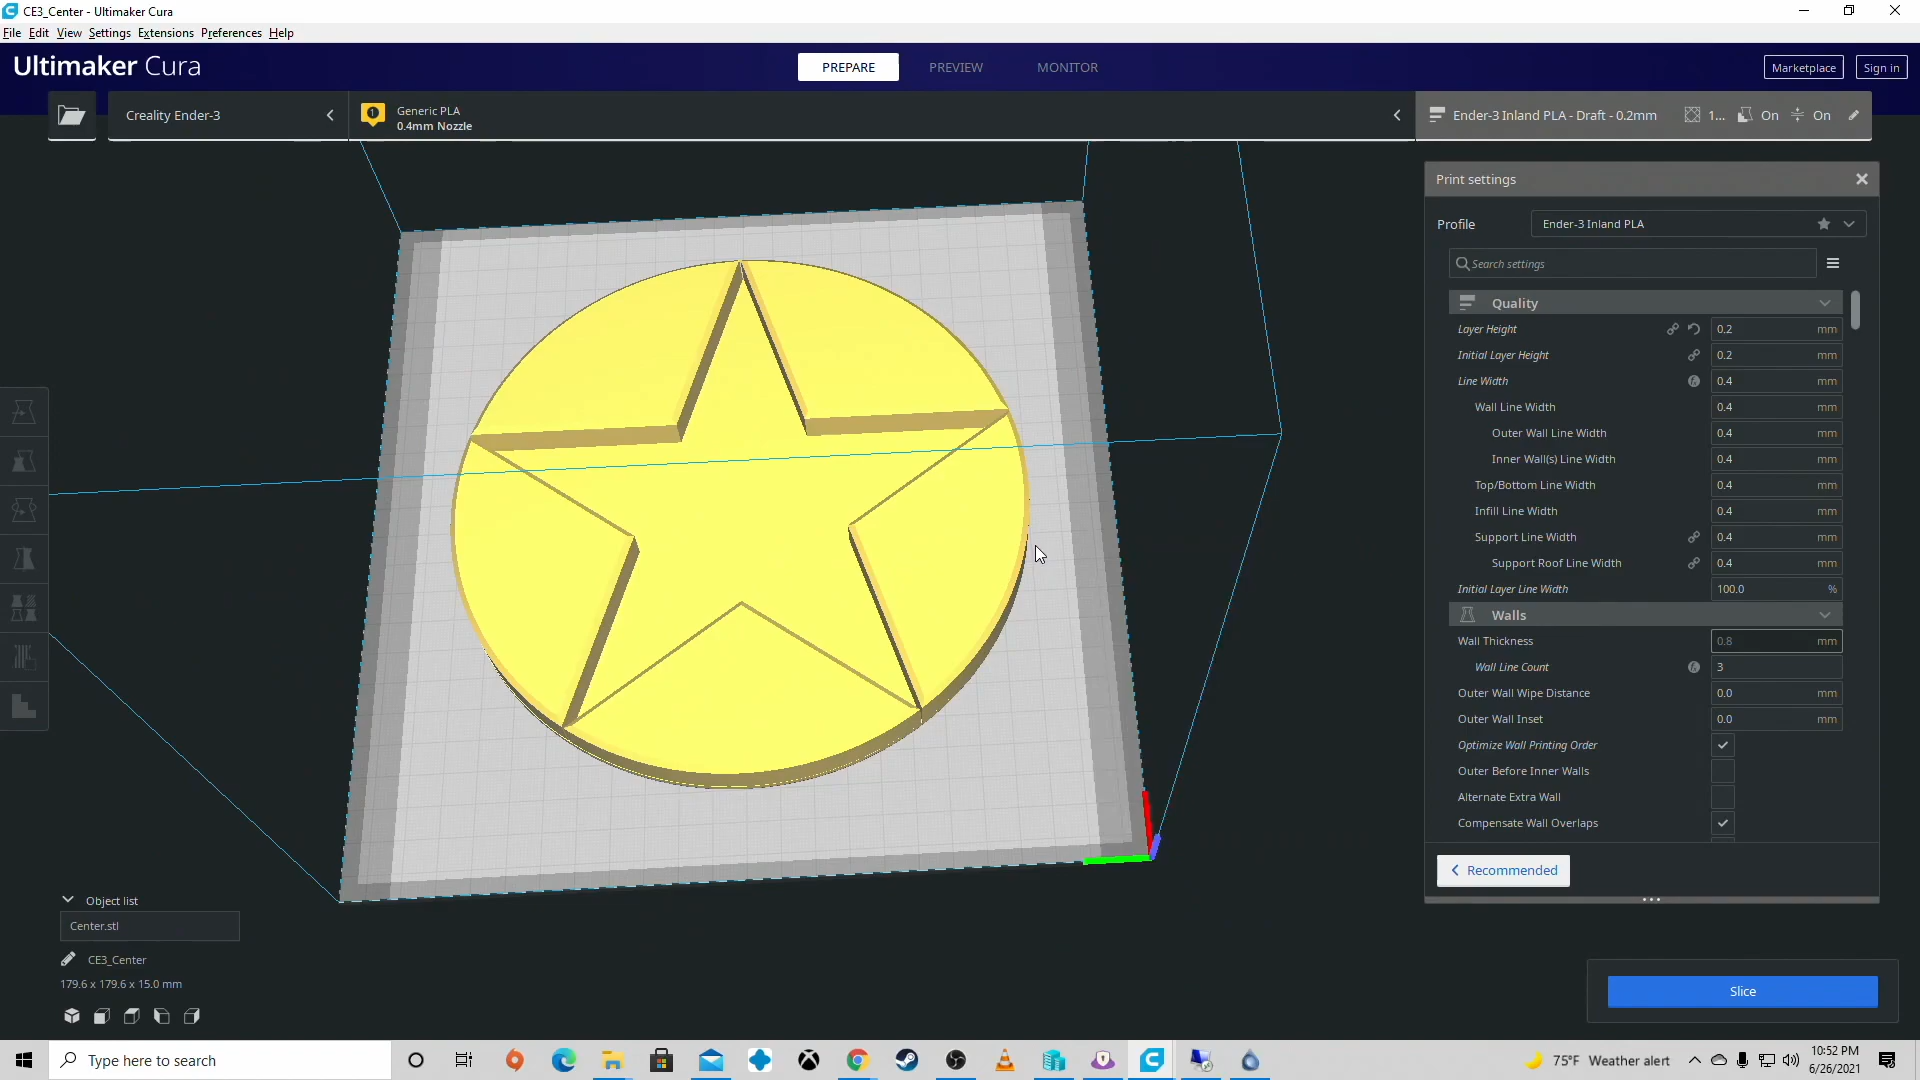 CE3_Center - Ultimaker Cura
File Edit View Settings Extensions Preferences Help
Ultimaker Cura
PREPARE PREVIEW MONITOR
Marketplace Sign in
Creality Ender-3
1 Generic PLA
0.4mm Nozzle
Ender-3 Inland PLA - Draft - 0.2mm 1... On On
Print settings
Profile Ender-3 Inland PLA
Search settings
Quality
Layer Height 0.2 mm
Initial Layer Height 0.2 mm
Line Width 0.4 mm
Wall Line Width 0.4 mm
Outer Wall Line Width 0.4 mm
Inner Wall(s) Line Width 0.4 mm
Top/Bottom Line Width 0.4 mm
Infill Line Width 0.4 mm
Support Line Width 0.4 mm
Support Roof Line Width 0.4 mm
Initial Layer Line Width 100.0 %
Walls
Wall Thickness 0.8 mm
Wall Line Count 3
Outer Wall Wipe Distance 0.0 mm
Outer Wall Inset 0.0 mm
Optimize Wall Printing Order
Outer Before Inner Walls
Alternate Extra Wall
Compensate Wall Overlaps
Recommended
Object list
Center.stl
CE3_Center
179.6 x 179.6 x 15.0 mm
Slice
Type here to search
75°F Weather alert
10:52 PM
6/26/2021